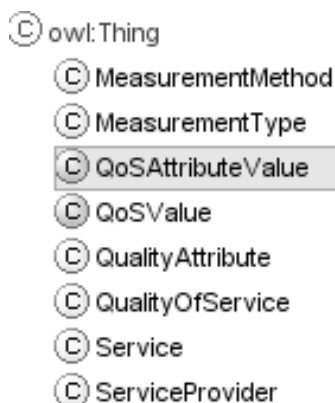 C owl:Thing
C MeasurementMethod
C MeasurementType
C QoSAttributeValue
C QoSValue
C QualityAttribute
C QualityOfService
C Service
C ServiceProvider